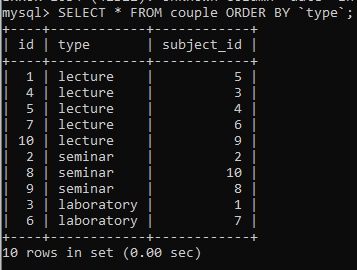 mysql> SELECT * FROM couple ORDER BY `type`;
+----+------------+------------+
| id | type       | subject_id |
+----+------------+------------+
|  1 | lecture    |          5 |
|  4 | lecture    |          3 |
|  5 | lecture    |          4 |
|  7 | lecture    |          6 |
| 10 | lecture    |          9 |
|  2 | seminar    |          2 |
|  8 | seminar    |         10 |
|  9 | seminar    |          8 |
|  3 | laboratory |          1 |
|  6 | laboratory |          7 |
+----+------------+------------+
10 rows in set (0.00 sec)